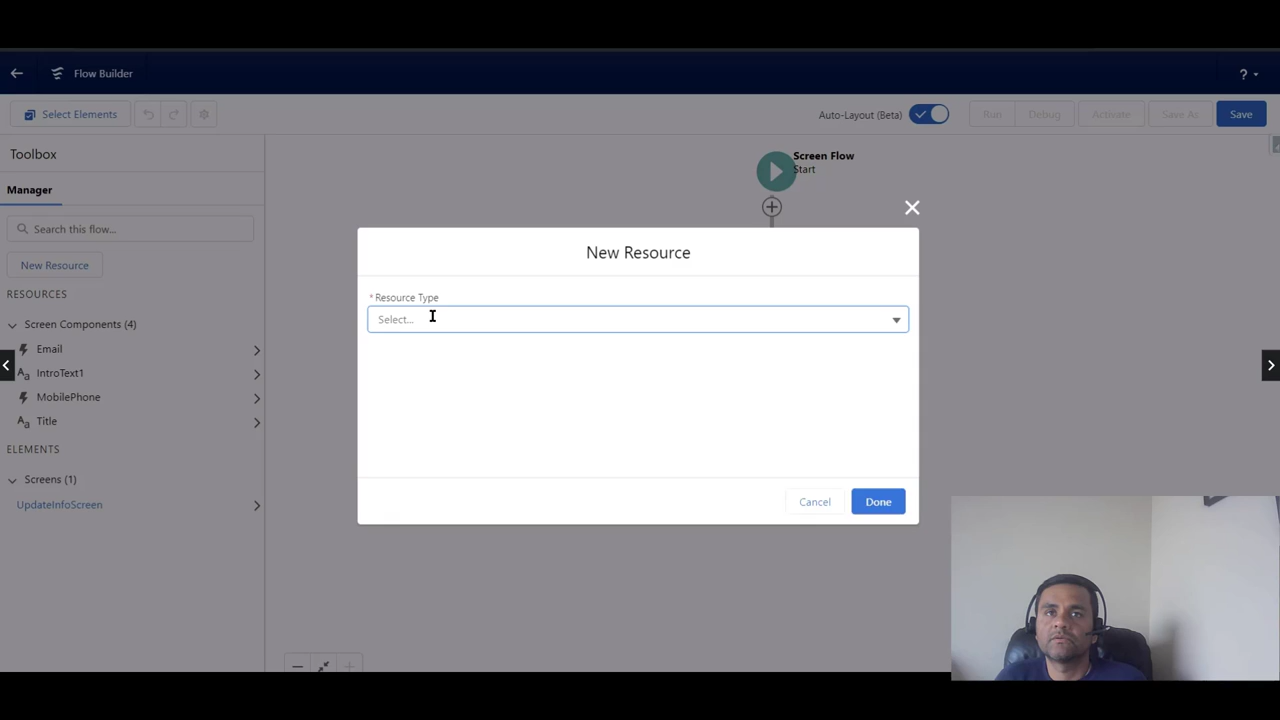 Flow Builder
?
Select Elements
Auto-Layout (Beta)
Run
Debug
Activate
Save As
Save
Toolbox
Screen Flow
Start
Manager
Search this flow...
New Resource
New Resource
RESOURCES
* Resource Type
Select...
Screen Components (4)
Email
Aa IntroText1
MobilePhone
Aa Title
ELEMENTS
Screens (1)
UpdateInfoScreen
Cancel
Done